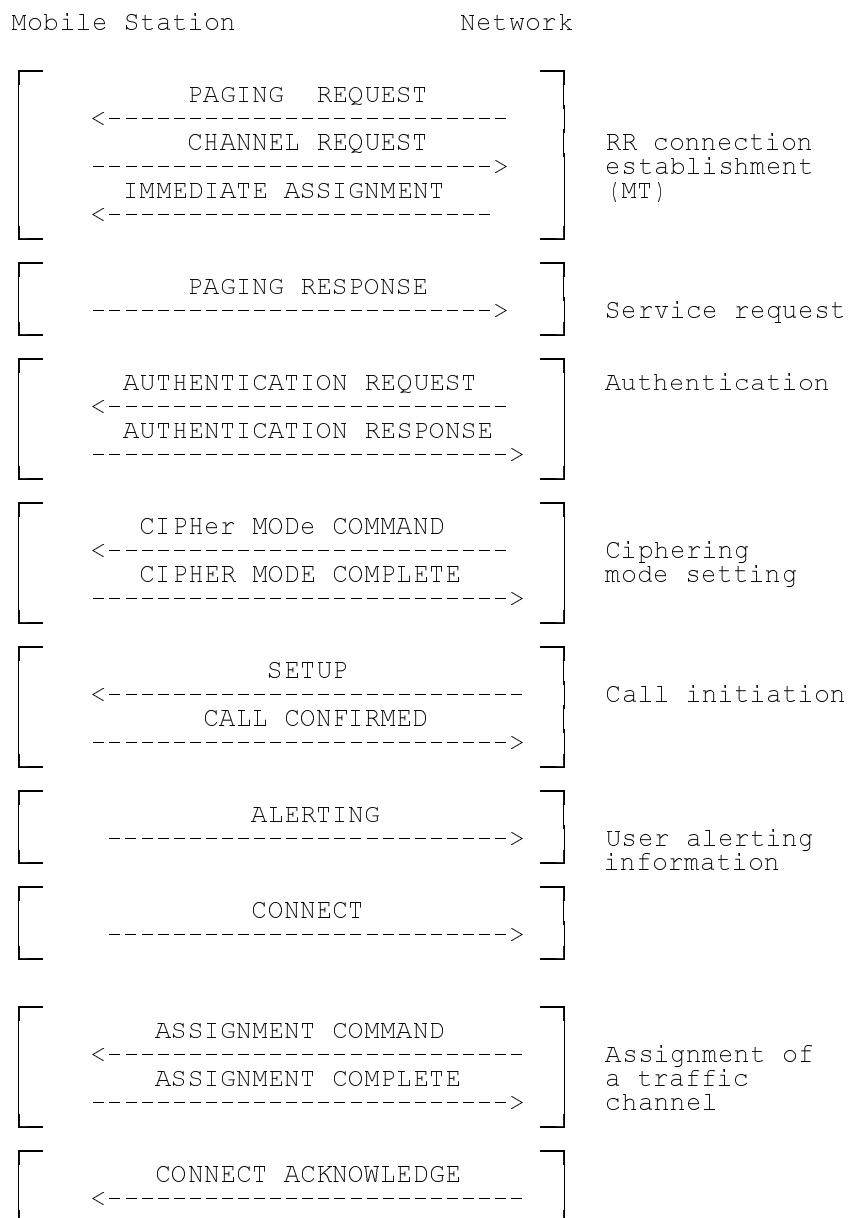 Mobile Station Network
PAGING REQUEST
<-------------------------
CHANNEL REQUEST RR connection
-------------------------> establishment
IMMEDIATE ASSIGNMENT (MT)
<------------------------
PAGING RESPONSE
-------------------------> Service request
AUTHENTICATION REQUEST Authentication
<-------------------------
AUTHENTICATION RESPONSE
-------------------------->
CIPHer MODe COMMAND
<------------------------- Ciphering
CIPHER MODE COMPLETE mode setting
-------------------------->
SETUP
<-------------------------- Call initiation
CALL CONFIRMED
-------------------------->
ALERTING
-------------------------> User alerting
information
CONNECT
------------------------->
ASSIGNMENT COMMAND
<-------------------------- Assignment of
ASSIGNMENT COMPLETE a traffic
--------------------------> channel
CONNECT ACKNOWLEDGE
<--------------------------